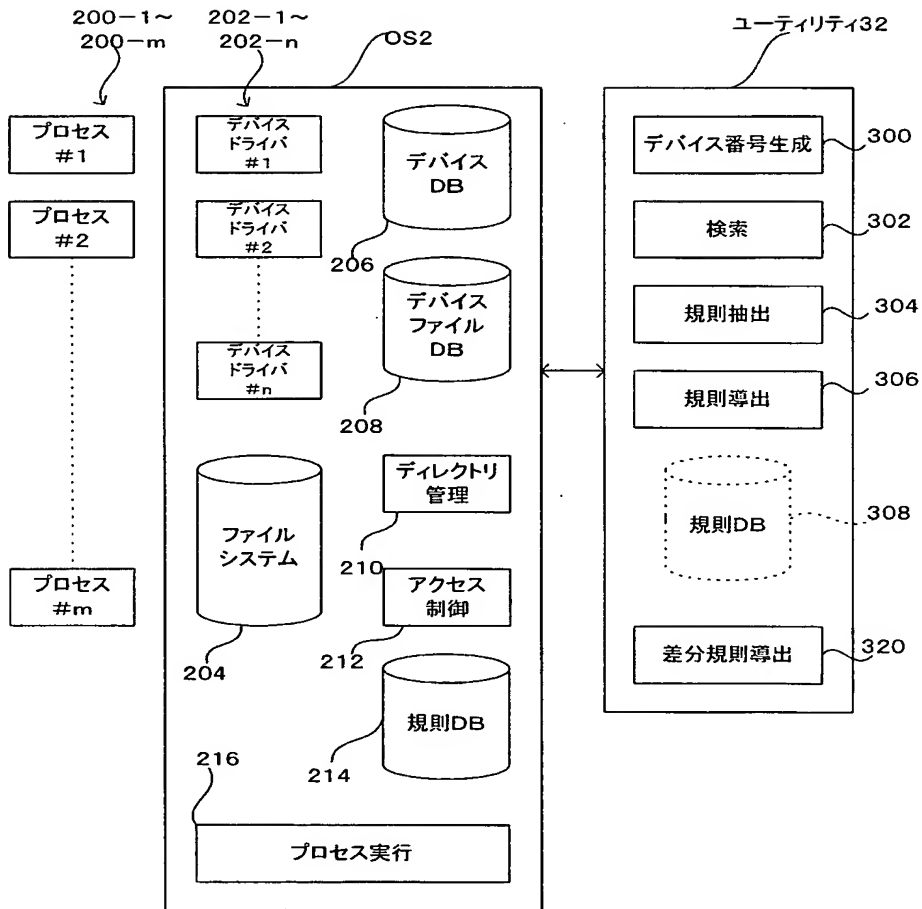 200-1～
200-m
202-1～
202-n
OS2
ユーティリティ32
プロセス
#1
プロセス
#2
プロセス
#m
デバイス
ドライバ
#1
デバイス
ドライバ
#2
デバイス
ドライバ
#n
デバイス
DB
206
デバイス
ファイル
DB
208
ファイル
システム
204
ディレクトリ
管理
210
アクセス
制御
212
規則DB
214
216
プロセス実行
デバイス番号生成
300
検索
302
規則抽出
304
規則導出
306
規則DB
308
差分規則導出
320